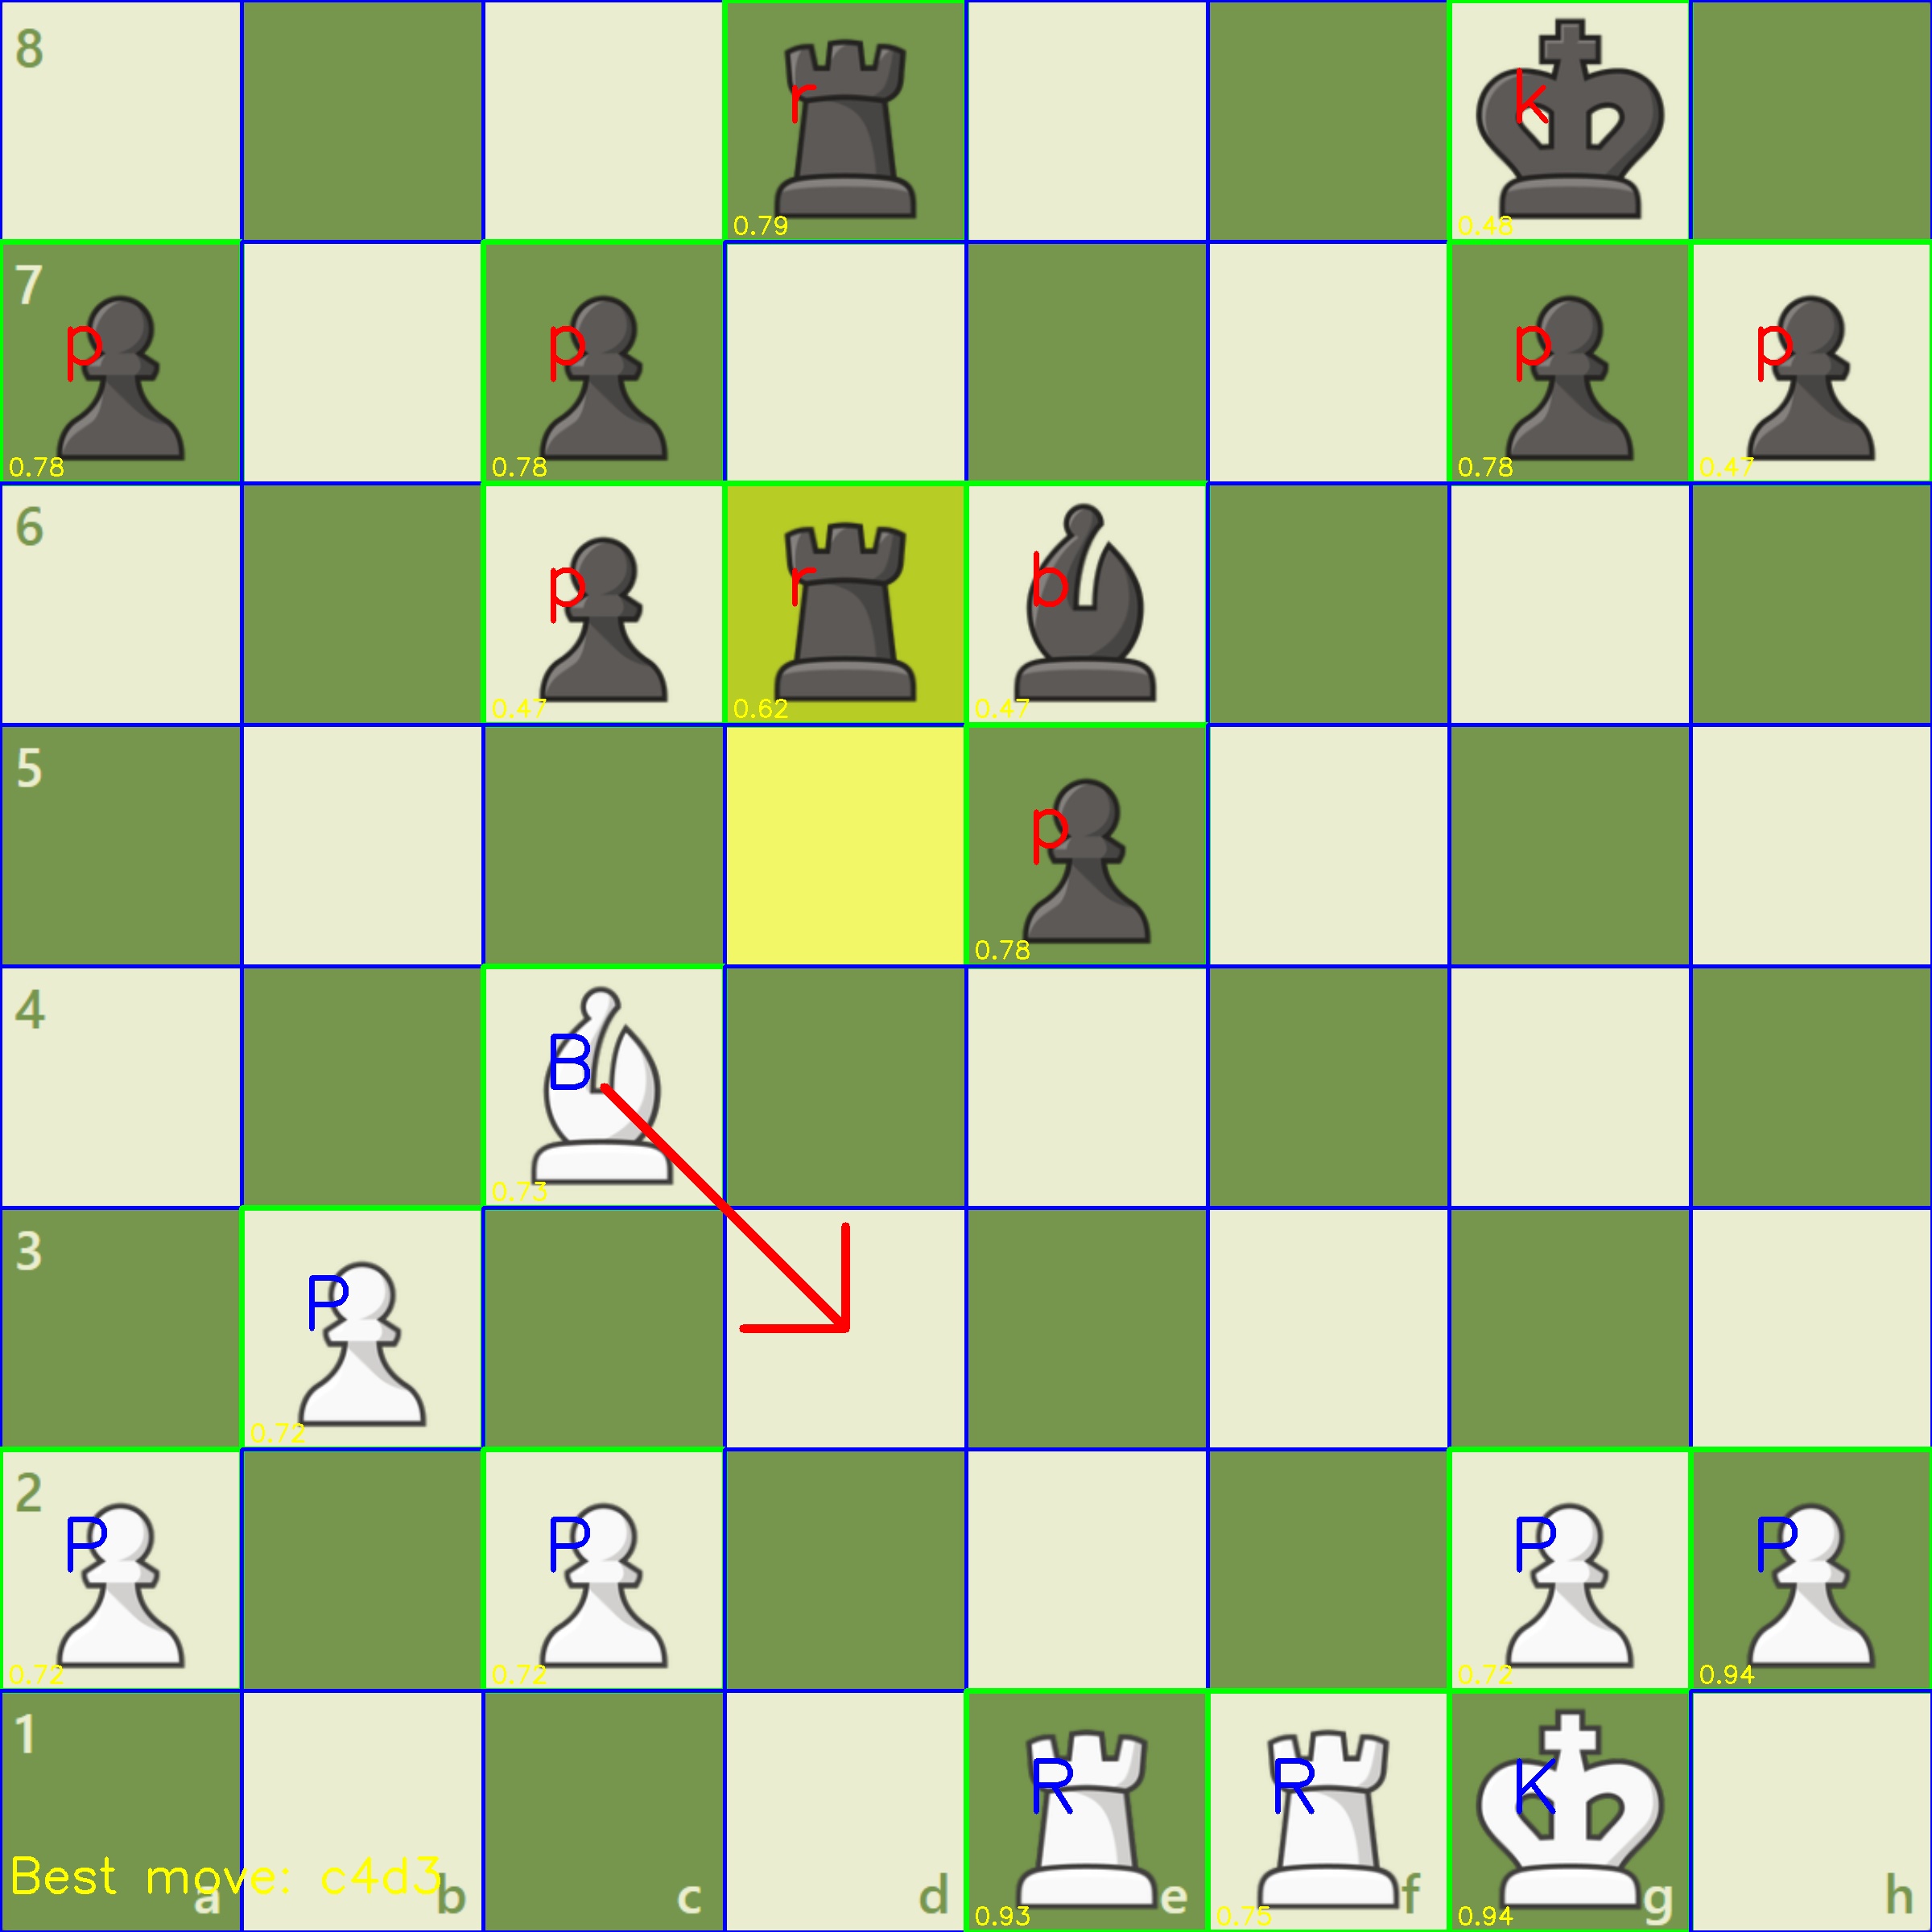 8 r k
0.79 0.48
7 p p p p
0.78 0.78 0.78 0.47
6 p r b
0.47 0.62 0.47
5 p
0.78
4 B
0.73
3 P
0.72
2 P P P P
0.72 0.72 0.72 0.94
1 R R K
Best move: c4d3
a b c d e f g h
0.93 0.75 0.94